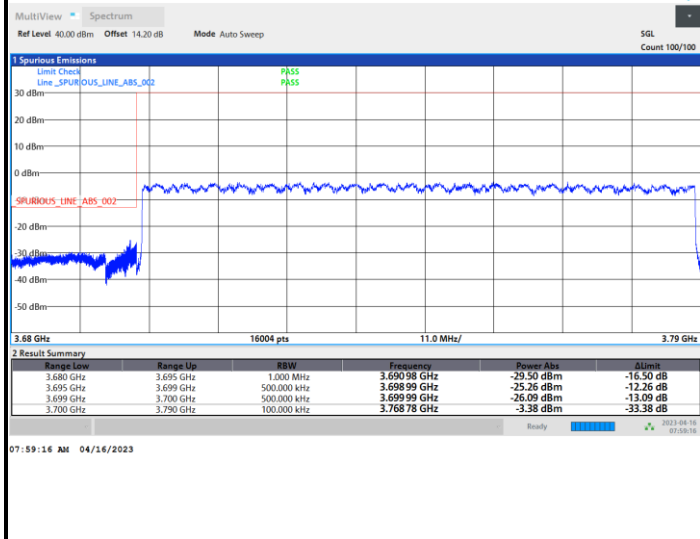 MultiView Spectrum
Ref Level 40.00 dBm Offset 14.20 dB Mode Auto Sweep SGL
Count 100/100
1 Spurious Emissions
Limit Check PASS
Line _SPURIOUS_LINE_ABS_002 PASS
30 dBm
20 dBm
10 dBm
0 dBm
SPURIOUS_LINE_ABS_002
-20 dBm
-30 dBm
-40 dBm
-50 dBm
3.68 GHz 16004 pts 11.0 MHz/ 3.79 GHz
2 Result Summary
Range Low Range Up RBW Frequency Power Abs ΔLimit
3.680 GHz 3.695 GHz 1.000 MHz 3.690 98 GHz -29.50 dBm -16.50 dB
3.695 GHz 3.699 GHz 500.000 kHz 3.698 99 GHz -25.26 dBm -12.26 dB
3.699 GHz 3.700 GHz 500.000 kHz 3.699 99 GHz -26.09 dBm -13.09 dB
3.700 GHz 3.790 GHz 100.000 kHz 3.768 78 GHz -3.38 dBm -33.38 dB
Ready 2023-04-16
07:59:16
07:59:16 AM 04/16/2023